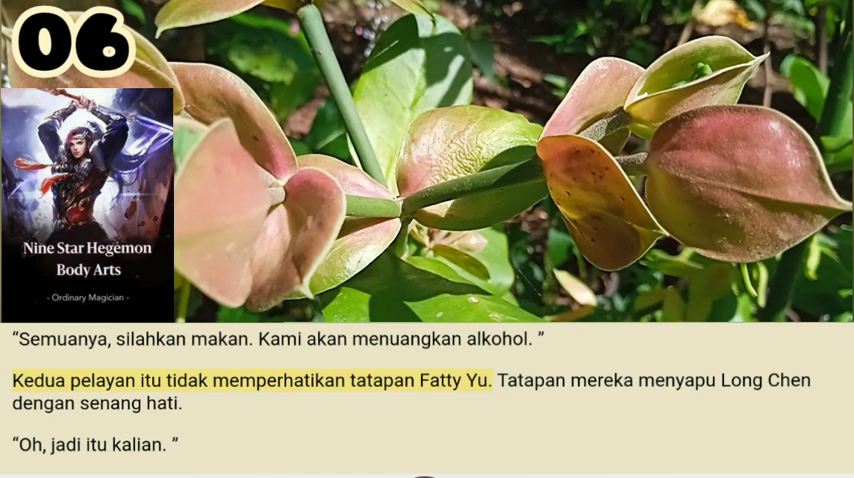 06
Nine Star Hegemon
Body Arts
- Ordinary Magician -
“Semuanya, silahkan makan. Kami akan menuangkan alkohol. ”
Kedua pelayan itu tidak memperhatikan tatapan Fatty Yu. Tatapan mereka menyapu Long Chen
dengan senang hati.
“Oh, jadi itu kalian. ”